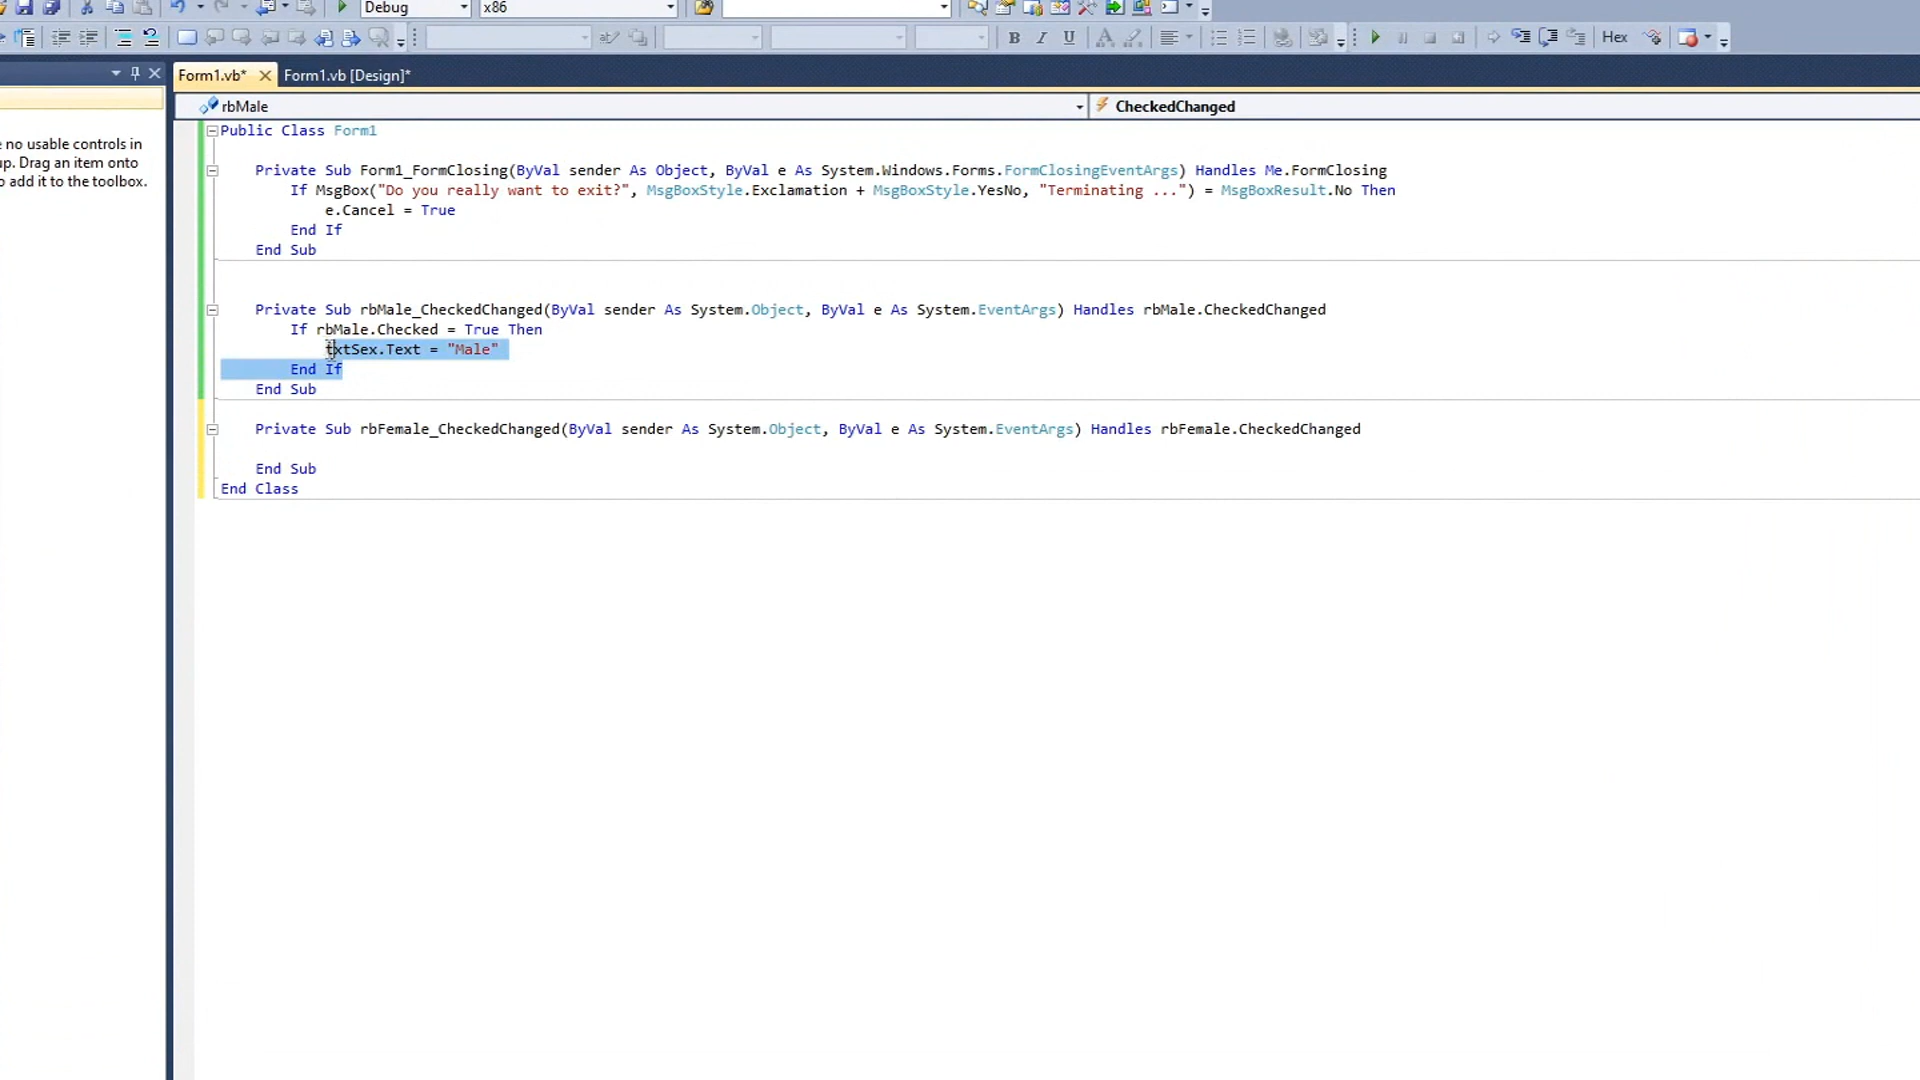 Debug x86
Hex
Form1.vb* Form1.vb [Design]*
rbMale CheckedChanged
no usable controls in
up. Drag an item onto
o add it to the toolbox.
Public Class Form1
Private Sub Form1_FormClosing(ByVal sender As Object, ByVal e As System.Windows.Forms.FormClosingEventArgs) Handles Me.FormClosing
If MsgBox("Do you really want to exit?", MsgBoxStyle.Exclamation + MsgBoxStyle.YesNo, "Terminating ...") = MsgBoxResult.No Then
e.Cancel = True
End If
End Sub
Private Sub rbMale_CheckedChanged(ByVal sender As System.Object, ByVal e As System.EventArgs) Handles rbMale.CheckedChanged
If rbMale.Checked = True Then
txtSex.Text = "Male"
End If
End Sub
Private Sub rbFemale_CheckedChanged(ByVal sender As System.Object, ByVal e As System.EventArgs) Handles rbFemale.CheckedChanged
End Sub
End Class